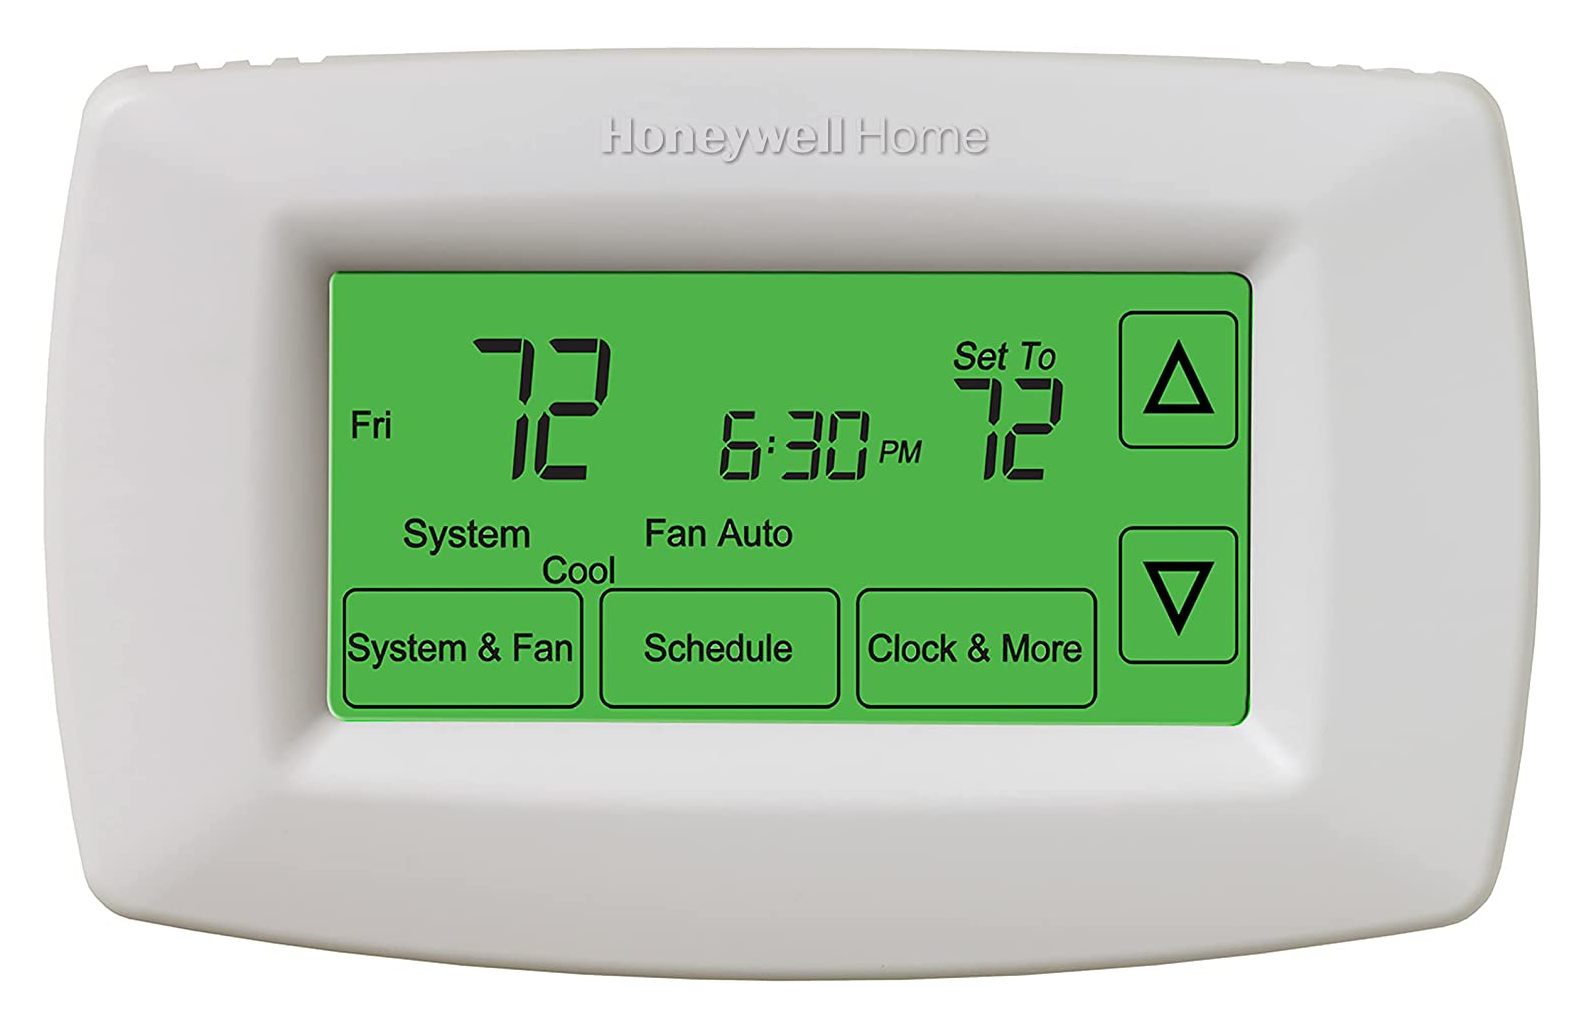 Honeywell Home
Set To
72
72
Fri
6:30 PM
System
Fan Auto
Cool
System & Fan
Schedule
Clock & More